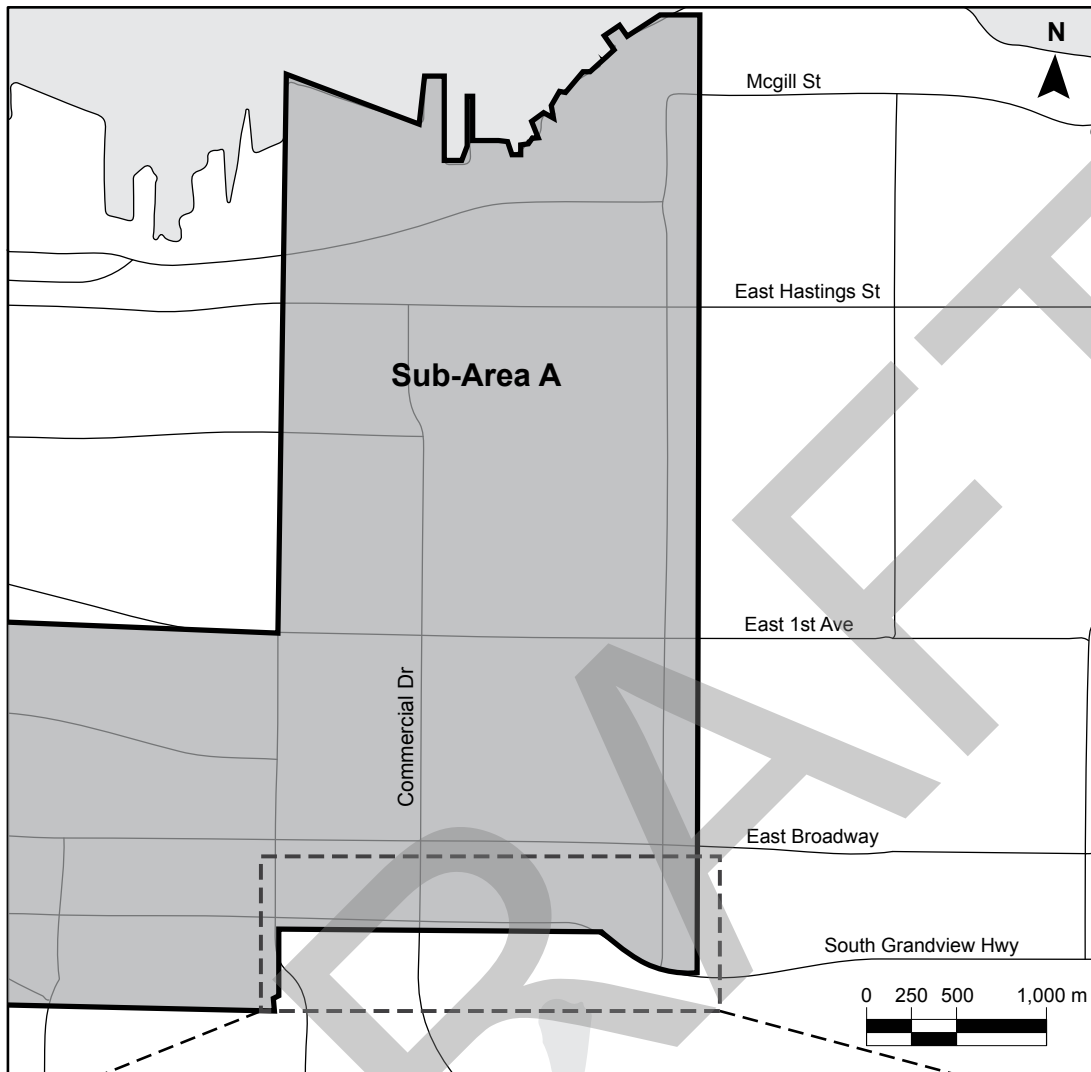 N
Mcgill St
East Hastings St
Sub-Area A
East 1st Ave
Commercial Dr
East Broadway
South Grandview Hwy
0 250 500 1,000 m
DRAFT